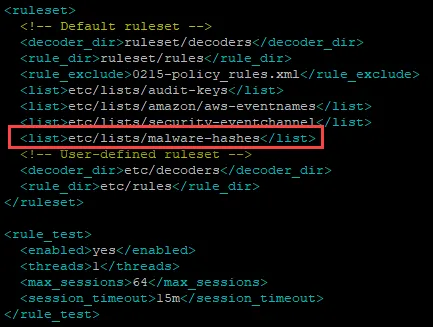 <ruleset>
<!-- Default ruleset -->
<decoder_dir>ruleset/decoders</decoder_dir>
<rule_dir>ruleset/rules</rule_dir>
<rule_exclude>0215-policy_rules.xml</rule_exclude>
<list>etc/lists/audit-keys</list>
<list>etc/lists/amazon/aws-eventnames</list>
<list>etc/lists/security-eventchannel</list>
<list>etc/lists/malware-hashes</list>
<!-- User-defined ruleset -->
<decoder_dir>etc/decoders</decoder_dir>
<rule_dir>etc/rules</rule_dir>
</ruleset>
<rule_test>
<enabled>yes</enabled>
<threads>1</threads>
<max_sessions>64</max_sessions>
<session_timeout>15m</session_timeout>
</rule_test>